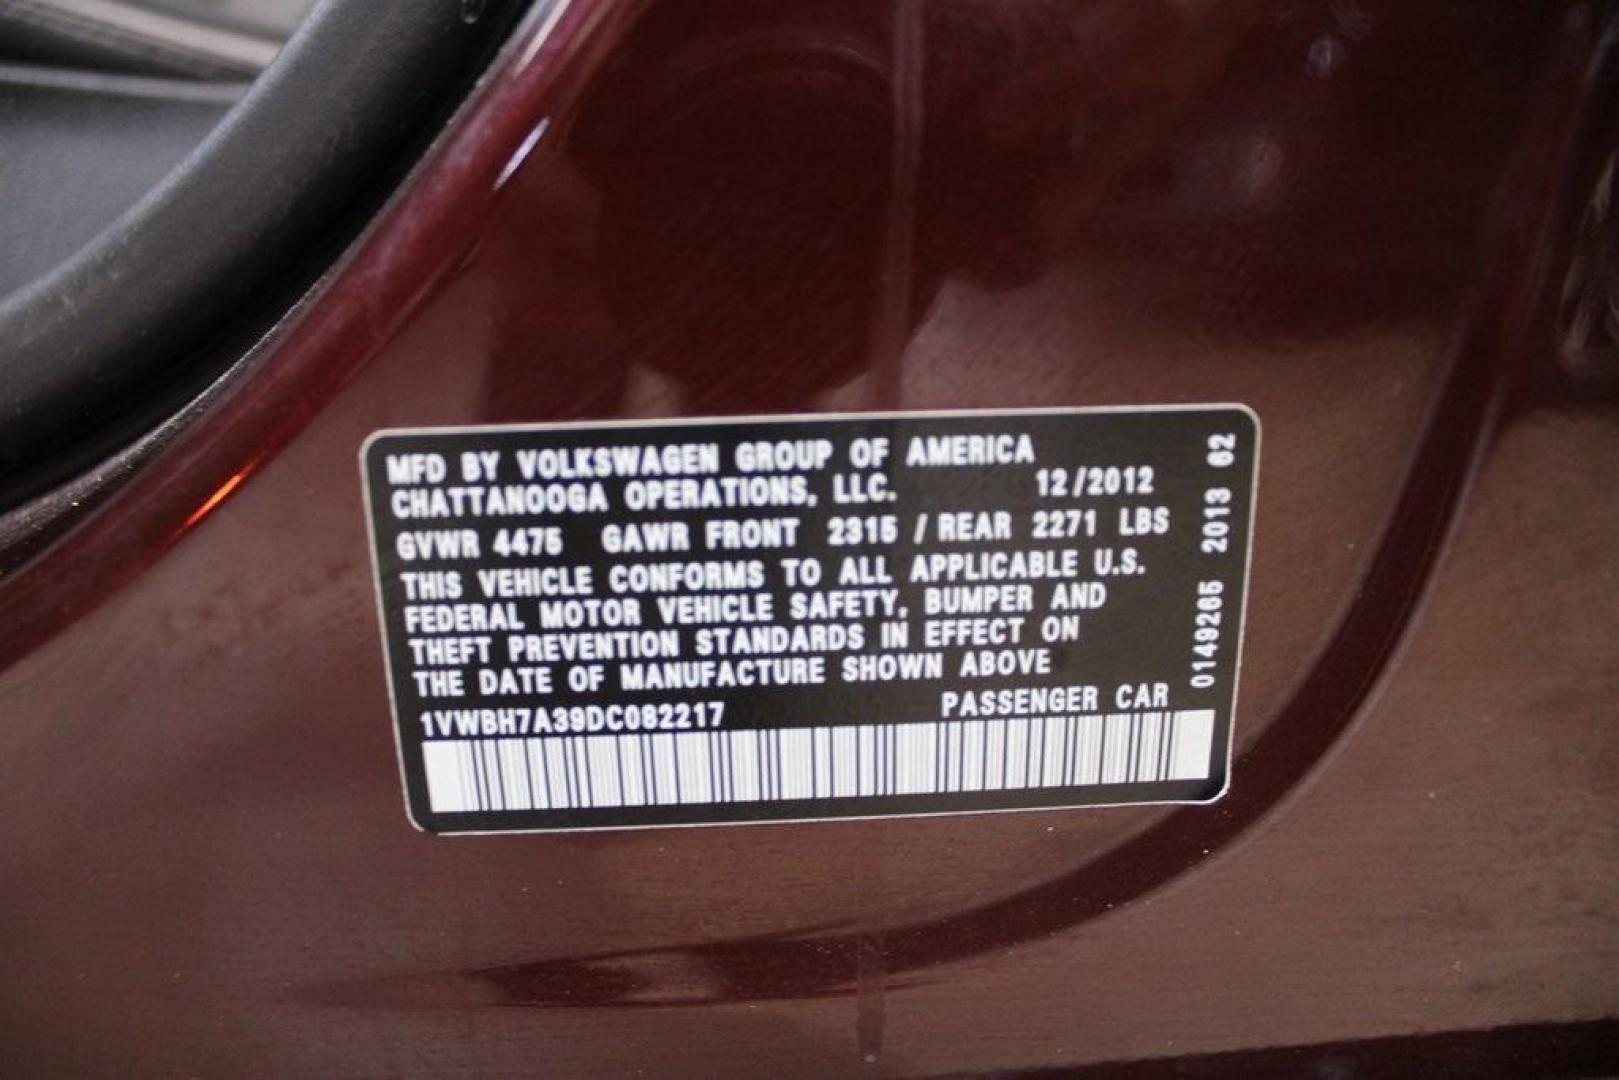 MFD BY VOLKSWAGEN GROUP OF AMERICA
CHATTANOOGA OPERATIONS, LLC. 12/2012
GVWR 4475 GAWR FRONT 2315 / REAR 2271 LBS
THIS VEHICLE CONFORMS TO ALL APPLICABLE U.S.
FEDERAL MOTOR VEHICLE SAFETY, BUMPER AND
THEFT PREVENTION STANDARDS IN EFFECT ON
THE DATE OF MANUFACTURE SHOWN ABOVE
1VWBH7A39DC082217 PASSENGER CAR
0149265 2013 62